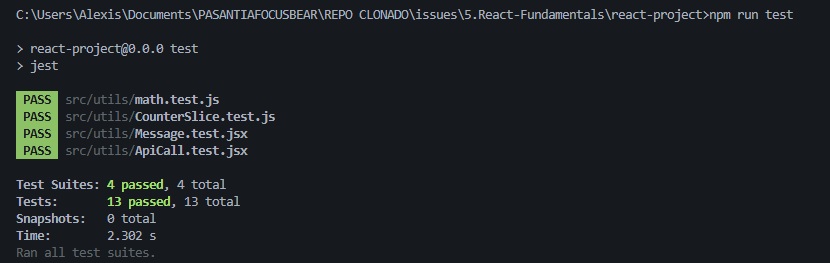 C:\Users\Alexis\Documents\PASANTIAFOCUSBEAR\REPO CLONADO\issues\5.React-Fundamentals\react-project>npm run test
> react-project@0.0.0 test
> jest
PASS src/utils/math.test.js
PASS src/utils/CounterSlice.test.js
PASS src/utils/Message.test.jsx
PASS src/utils/ApiCall.test.jsx
Test Suites: 4 passed, 4 total
Tests:       13 passed, 13 total
Snapshots:   0 total
Time:        2.302 s
Ran all test suites.